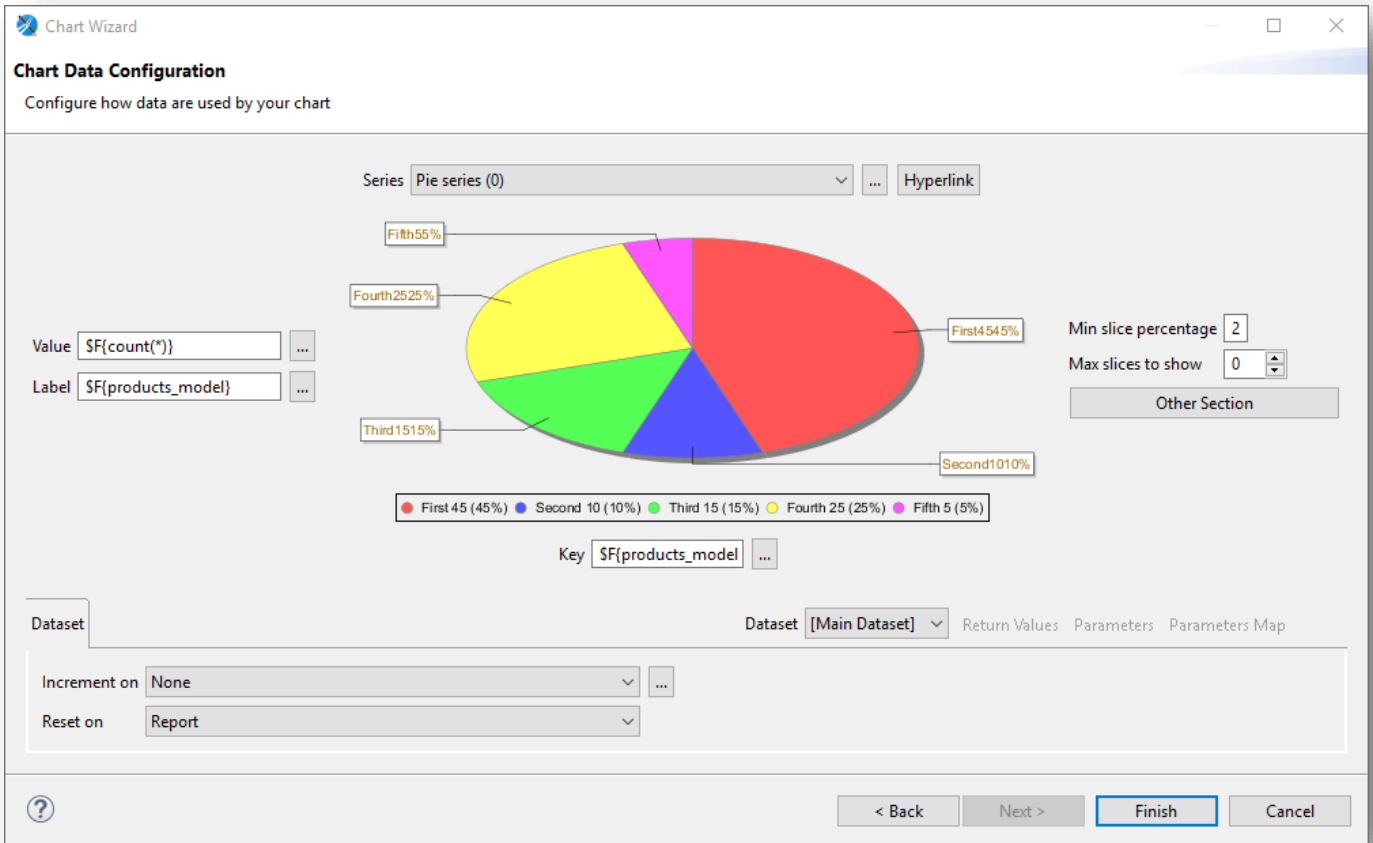 Chart Wizard
Chart Data Configuration
Configure how data are used by your chart
Series Pie series (0) ... Hyperlink
Fifth55%
Fourth2525%
First4545%
Third1515%
Second1010%
Value $F{count(*)} ...
Label $F{products_model} ...
Min slice percentage 2
Max slices to show 0
Other Section
First 45 (45%) Second 10 (10%) Third 15 (15%) Fourth 25 (25%) Fifth 5 (5%)
Key $F{products_model ...
Dataset Dataset [Main Dataset] Return Values Parameters Parameters Map
Increment on None ...
Reset on Report
? < Back Next > Finish Cancel